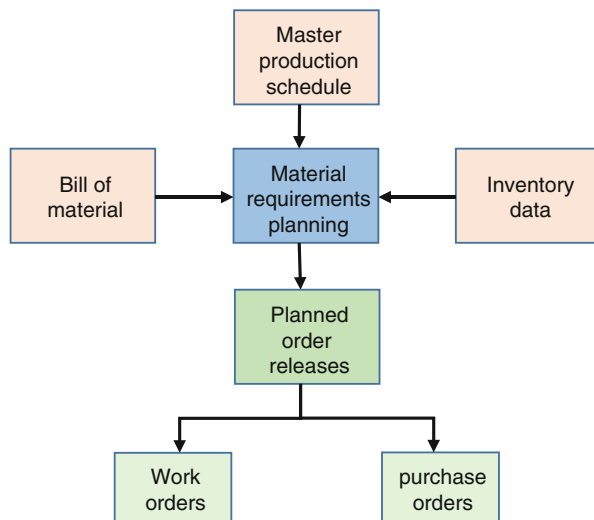 Master
production
schedule
Bill of
material
Material
requirements
planning
Inventory
data
Planned
order
releases
Work
orders
purchase
orders